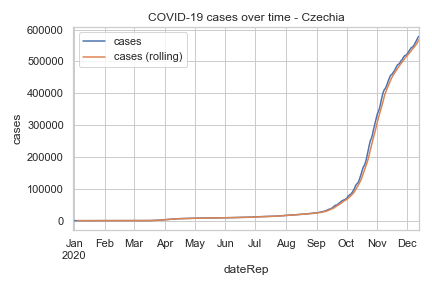 COVID-19 cases over time - Czechia
cases
cases (rolling)
600000
500000
400000
300000
200000
100000
0
cases
Jan Feb Mar Apr May Jun Jul Aug Sep Oct Nov Dec
2020
dateRep